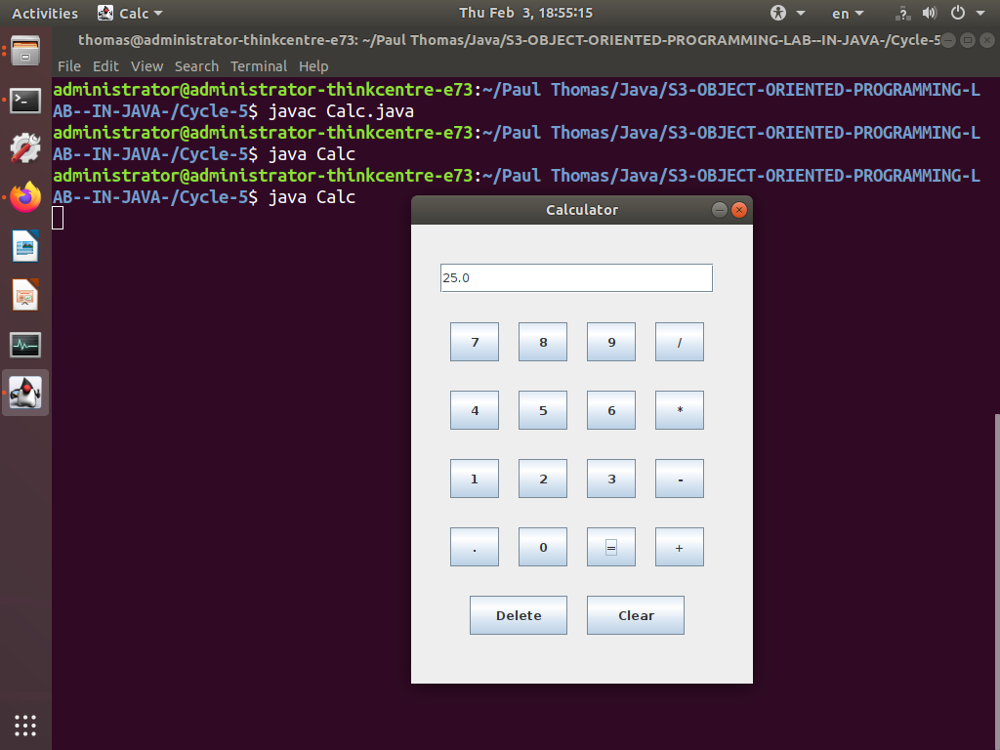 Activities Calc Thu Feb 3, 18:55:15 en
thomas@administrator-thinkcentre-e73: ~/Paul Thomas/Java/S3-OBJECT-ORIENTED-PROGRAMMING-LAB--IN-JAVA-/Cycle-5
File Edit View Search Terminal Help
administrator@administrator-thinkcentre-e73:~/Paul Thomas/Java/S3-OBJECT-ORIENTED-PROGRAMMING-L
AB--IN-JAVA-/Cycle-5$ javac Calc.java
administrator@administrator-thinkcentre-e73:~/Paul Thomas/Java/S3-OBJECT-ORIENTED-PROGRAMMING-L
AB--IN-JAVA-/Cycle-5$ java Calc
administrator@administrator-thinkcentre-e73:~/Paul Thomas/Java/S3-OBJECT-ORIENTED-PROGRAMMING-L
AB--IN-JAVA-/Cycle-5$ java Calc
Calculator
25.0
7 8 9 /
4 5 6 *
1 2 3 -
. 0 = +
Delete Clear